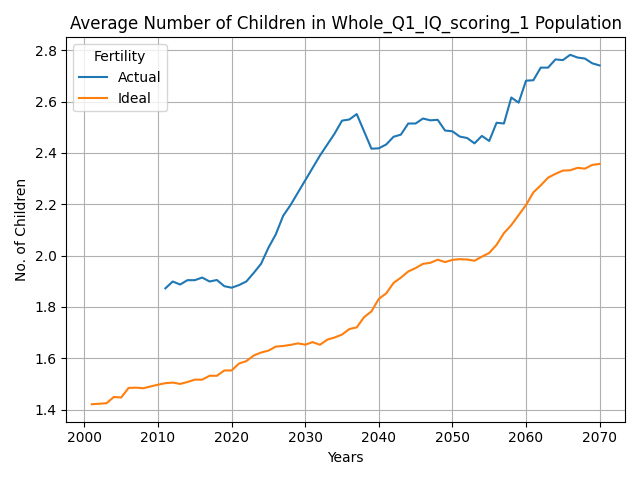 Average Number of Children in Whole_Q1_IQ_scoring_1 Population
Fertility
Actual
Ideal
No. of Children
2.8
2.6
2.4
2.2
2.0
1.8
1.6
1.4
2000 2010 2020 2030 2040 2050 2060 2070
Years